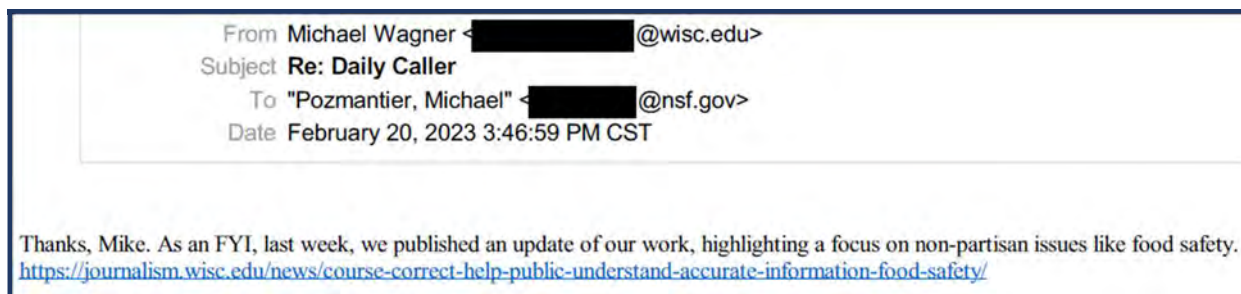 From Michael Wagner < @wisc.edu>
Subject Re: Daily Caller
To "Pozmantier, Michael" < @nsf.gov>
Date February 20, 2023 3:46:59 PM CST
Thanks, Mike. As an FYI, last week, we published an update of our work, highlighting a focus on non-partisan issues like food safety.
https://journalism.wisc.edu/news/course-correct-help-public-understand-accurate-information-food-safety/